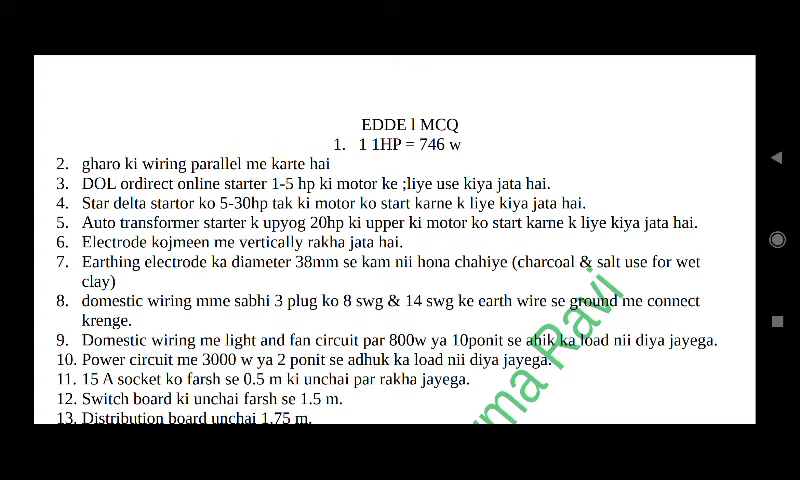 EDDE l MCQ
1. 1 1HP = 746 w
2. gharo ki wiring parallel me karte hai
3. DOL ordirect online starter 1-5 hp ki motor ke ;liye use kiya jata hai.
4. Star delta startor ko 5-30hp tak ki motor ko start karne k liye kiya jata hai.
5. Auto transformer starter k upyog 20hp ki upper ki motor ko start karne k liye kiya jata hai.
6. Electrode kojmeen me vertically rakha jata hai.
7. Earthing electrode ka diameter 38mm se kam nii hona chahiye (charcoal & salt use for wet
clay)
8. domestic wiring mme sabhi 3 plug ko 8 swg & 14 swg ke earth wire se ground me connect
krenge.
9. Domestic wiring me light and fan circuit par 800w ya 10ponit se ahik ka load nii diya jayega.
10. Power circuit me 3000 w ya 2 ponit se adhuk ka load nii diya jayega.
11. 15 A socket ko farsh se 0.5 m ki unchai par rakha jayega.
12. Switch board ki unchai farsh se 1.5 m.
13. Distribution board unchai 1.75 m.
Ravi